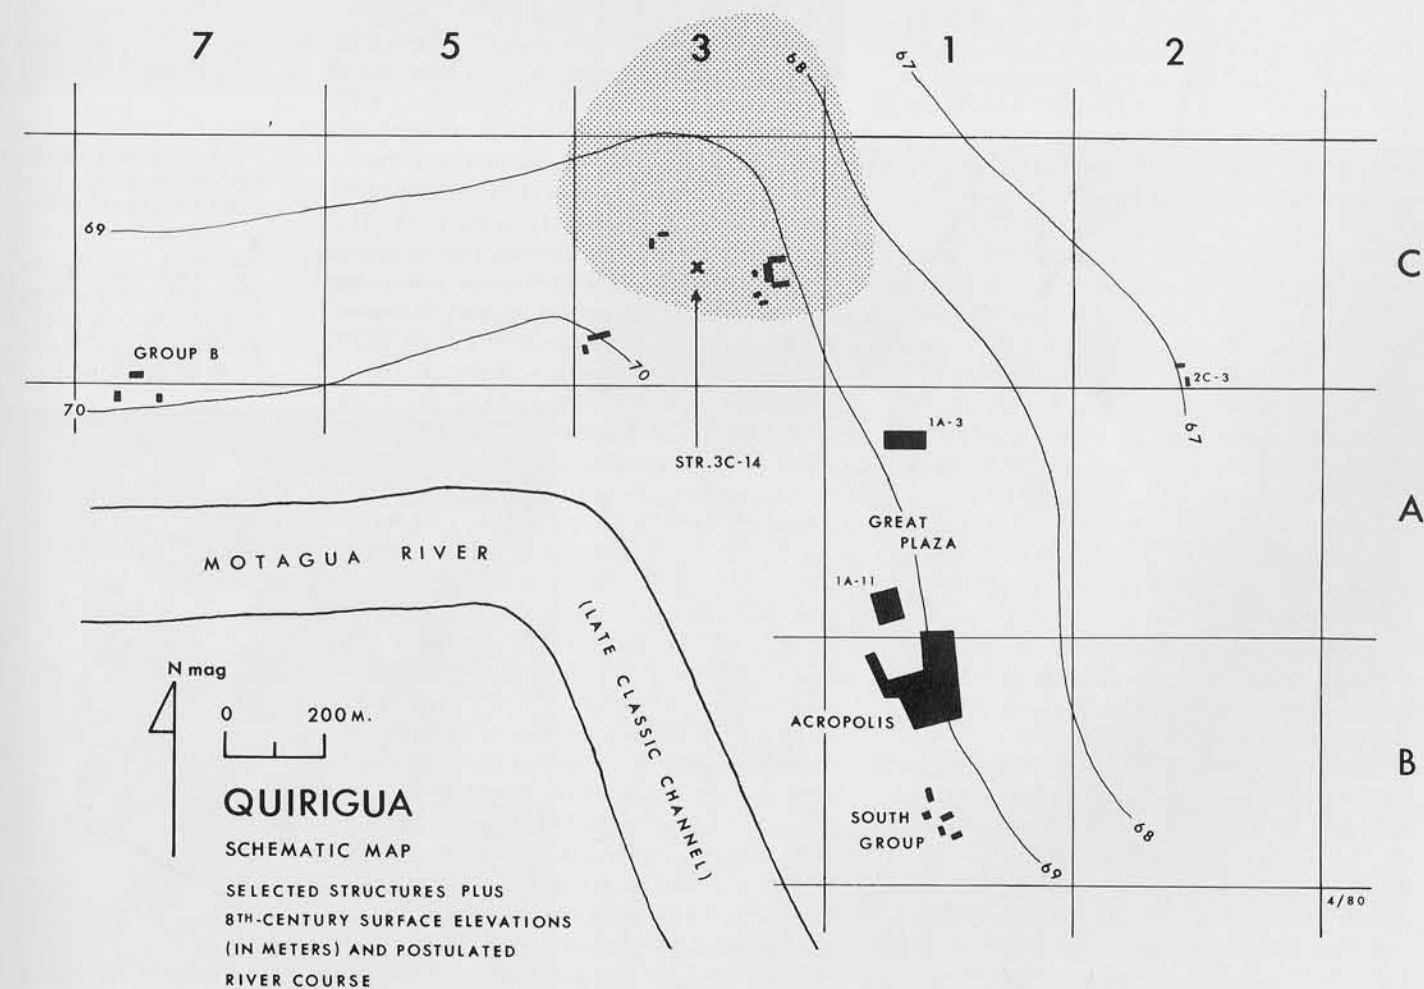 7 5 3 1 2
68
67
69
C
GROUP B
70
70
2C-3
67
1A-3
STR. 3C-14
A
GREAT
PLAZA
MOTAGUA RIVER
1A-11
(LATE CLASSIC CHANNEL)
N mag
0 200 M.
ACROPOLIS
B
QUIRIGUA
SOUTH
GROUP
68
SCHEMATIC MAP
69
SELECTED STRUCTURES PLUS
4/80
8TH-CENTURY SURFACE ELEVATIONS
(IN METERS) AND POSTULATED
RIVER COURSE